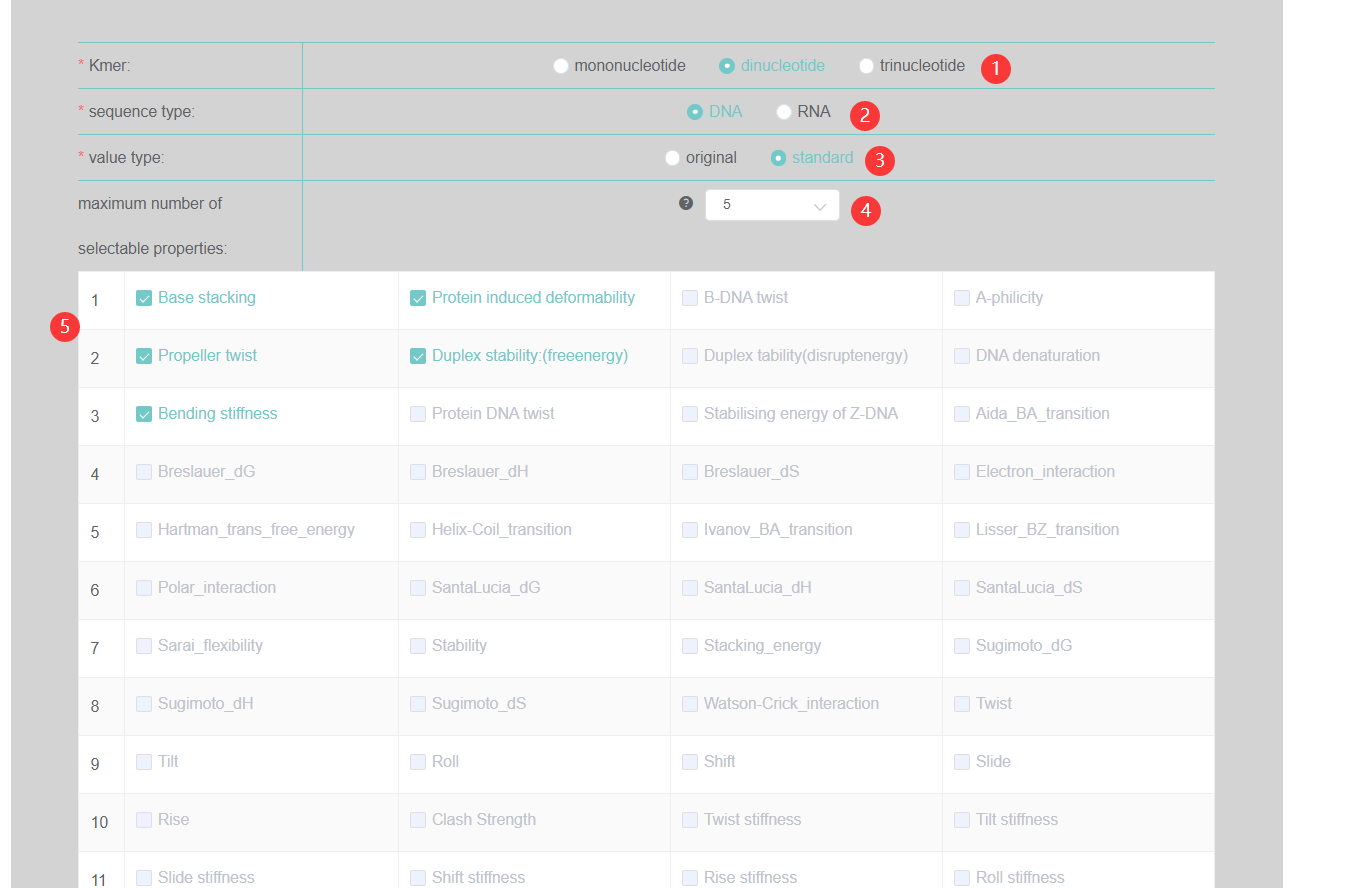 * Kmer: mononucleotide dinucleotide trinucleotide 1
* sequence type: DNA RNA 2
* value type: original standard 3
maximum number of ? 5 4
selectable properties:
1 Base stacking Protein induced deformability B-DNA twist A-philicity
5
2 Propeller twist Duplex stability:(freeenergy) Duplex tability(disruptenergy) DNA denaturation
3 Bending stiffness Protein DNA twist Stabilising energy of Z-DNA Aida_BA_transition
4 Breslauer_dG Breslauer_dH Breslauer_dS Electron_interaction
5 Hartman_trans_free_energy Helix-Coil_transition Ivanov_BA_transition Lisser_BZ_transition
6 Polar_interaction SantaLucia_dG SantaLucia_dH SantaLucia_dS
7 Sarai_flexibility Stability Stacking_energy Sugimoto_dG
8 Sugimoto_dH Sugimoto_dS Watson-Crick_interaction Twist
9 Tilt Roll Shift Slide
10 Rise Clash Strength Twist stiffness Tilt stiffness
11 Slide stiffness Shift stiffness Rise stiffness Roll stiffness